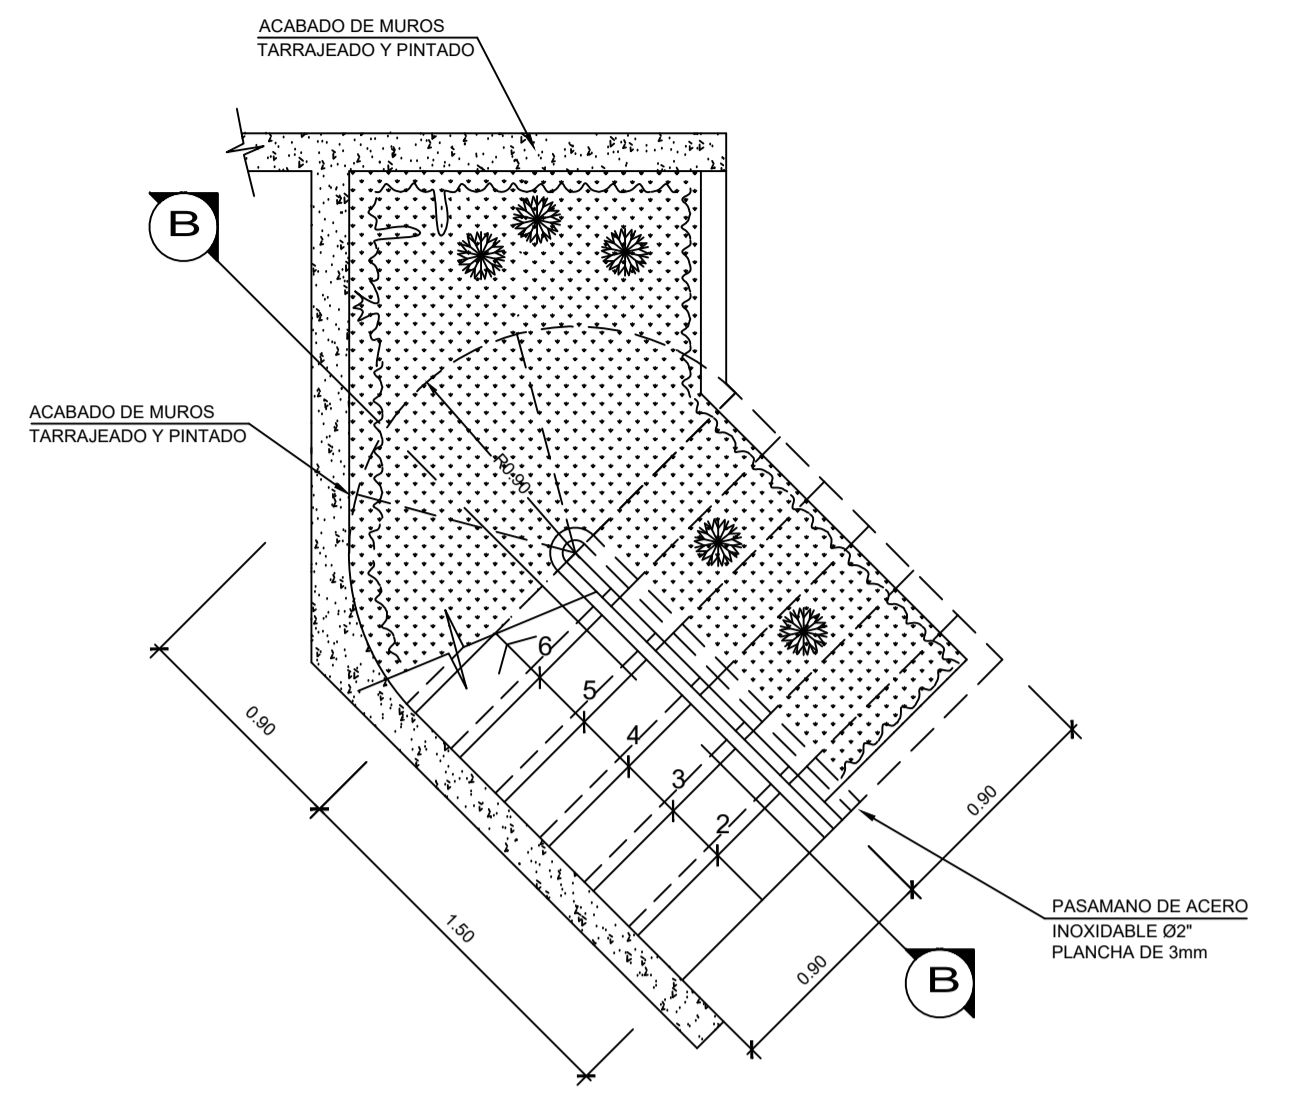 ACABADO DE MUROS
TARRAJEADO Y PINTADO
B
ACABADO DE MUROS
TARRAJEADO Y PINTADO
R0.90
6
5
4
3
2
0.90
1.50
0.90
0.90
PASAMANO DE ACERO
INOXIDABLE Ø2"
PLANCHA DE 3mm
B